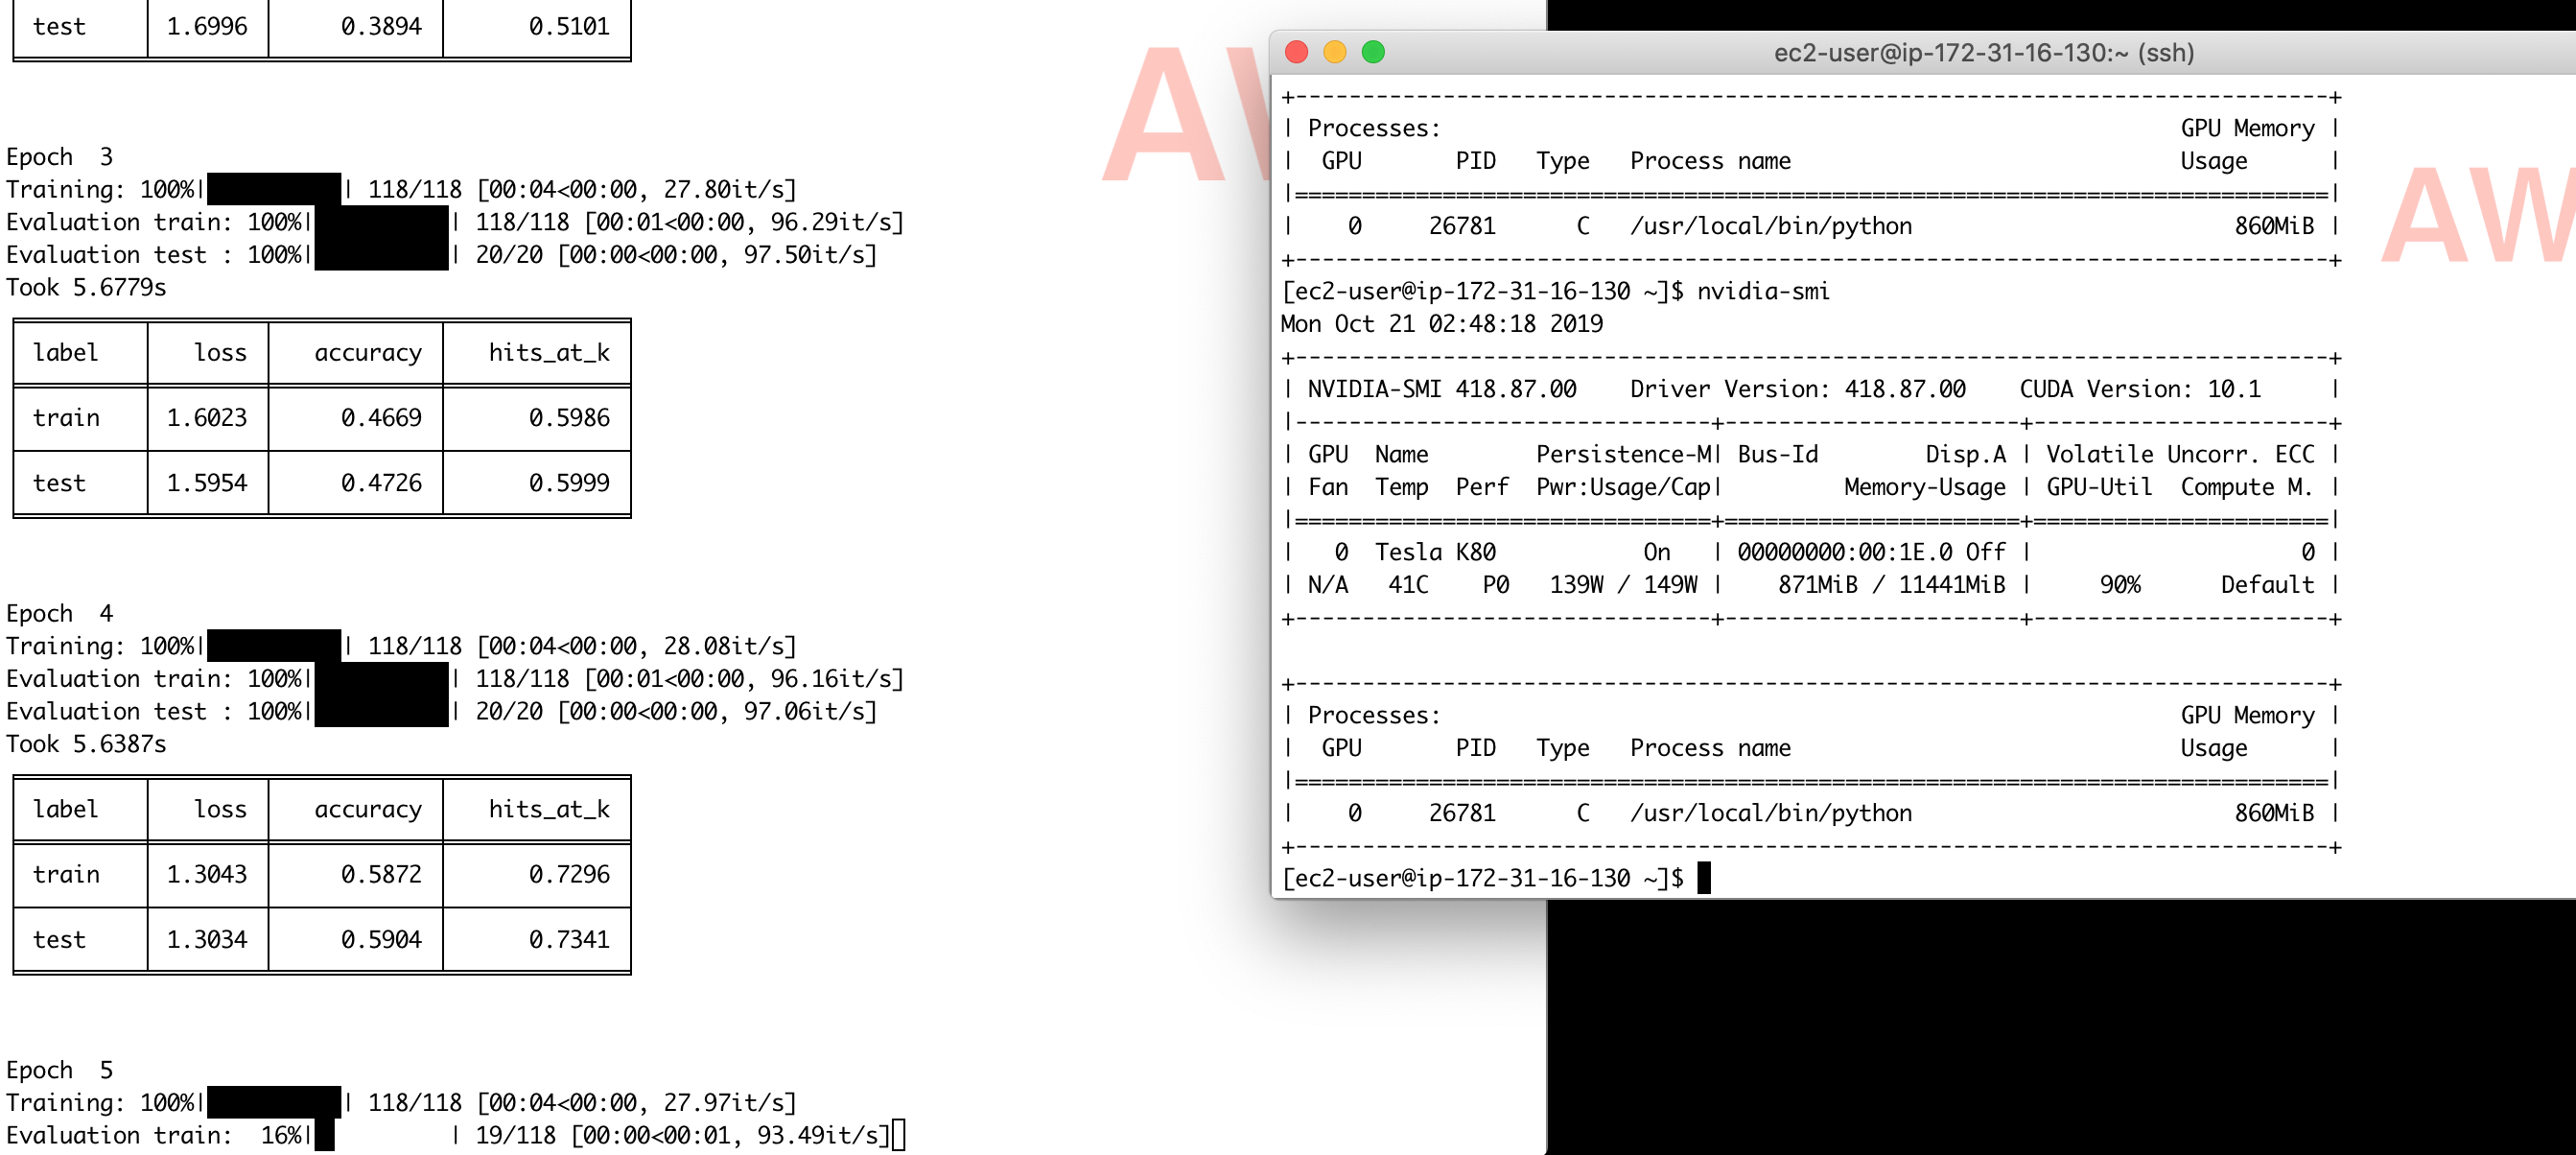 test 1.6996 0.3894 0.5101
Epoch  3
Training: 100%| | 118/118 [00:04<00:00, 27.80it/s]
Evaluation train: 100%| | 118/118 [00:01<00:00, 96.29it/s]
Evaluation test : 100%| | 20/20 [00:00<00:00, 97.50it/s]
Took 5.6779s
label loss accuracy hits_at_k
train 1.6023 0.4669 0.5986
test 1.5954 0.4726 0.5999
Epoch  4
Training: 100%| | 118/118 [00:04<00:00, 28.08it/s]
Evaluation train: 100%| | 118/118 [00:01<00:00, 96.16it/s]
Evaluation test : 100%| | 20/20 [00:00<00:00, 97.06it/s]
Took 5.6387s
label loss accuracy hits_at_k
train 1.3043 0.5872 0.7296
test 1.3034 0.5904 0.7341
Epoch  5
Training: 100%| | 118/118 [00:04<00:00, 27.97it/s]
Evaluation train:  16%| | 19/118 [00:00<00:01, 93.49it/s]
ec2-user@ip-172-31-16-130:~ (ssh)
+-----------------------------------------------------------------------------+
| Processes:                                                       GPU Memory |
|  GPU       PID   Type   Process name                             Usage      |
|=============================================================================|
|    0     26781      C   /usr/local/bin/python                        860MiB |
+-----------------------------------------------------------------------------+
[ec2-user@ip-172-31-16-130 ~]$ nvidia-smi
Mon Oct 21 02:48:18 2019
+-----------------------------------------------------------------------------+
| NVIDIA-SMI 418.87.00    Driver Version: 418.87.00    CUDA Version: 10.1     |
|-------------------------------+----------------------+----------------------+
| GPU  Name        Persistence-M| Bus-Id        Disp.A | Volatile Uncorr. ECC |
| Fan  Temp  Perf  Pwr:Usage/Cap|         Memory-Usage | GPU-Util  Compute M. |
|===============================+======================+======================|
|   0  Tesla K80           On   | 00000000:00:1E.0 Off |                    0 |
| N/A   41C    P0   139W / 149W |    871MiB / 11441MiB |     90%      Default |
+-------------------------------+----------------------+----------------------+
+-----------------------------------------------------------------------------+
| Processes:                                                       GPU Memory |
|  GPU       PID   Type   Process name                             Usage      |
|=============================================================================|
|    0     26781      C   /usr/local/bin/python                        860MiB |
+-----------------------------------------------------------------------------+
[ec2-user@ip-172-31-16-130 ~]$
AW